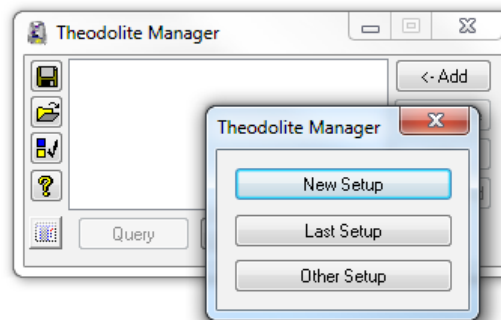 Theodolite Manager
<- Add
Theodolite Manager
New Setup
Last Setup
Other Setup
Query